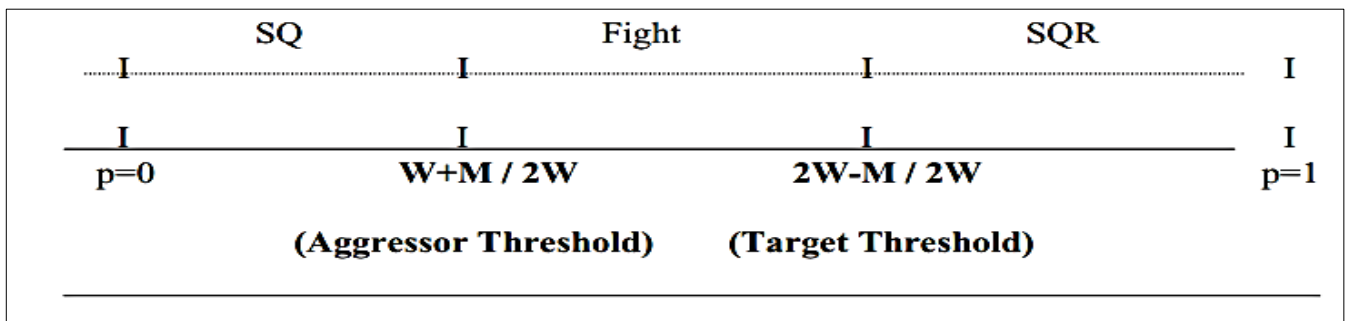 SQ Fight SQR
I I I I
I I I I
p=0 W+M / 2W 2W-M / 2W p=1
(Aggressor Threshold) (Target Threshold)